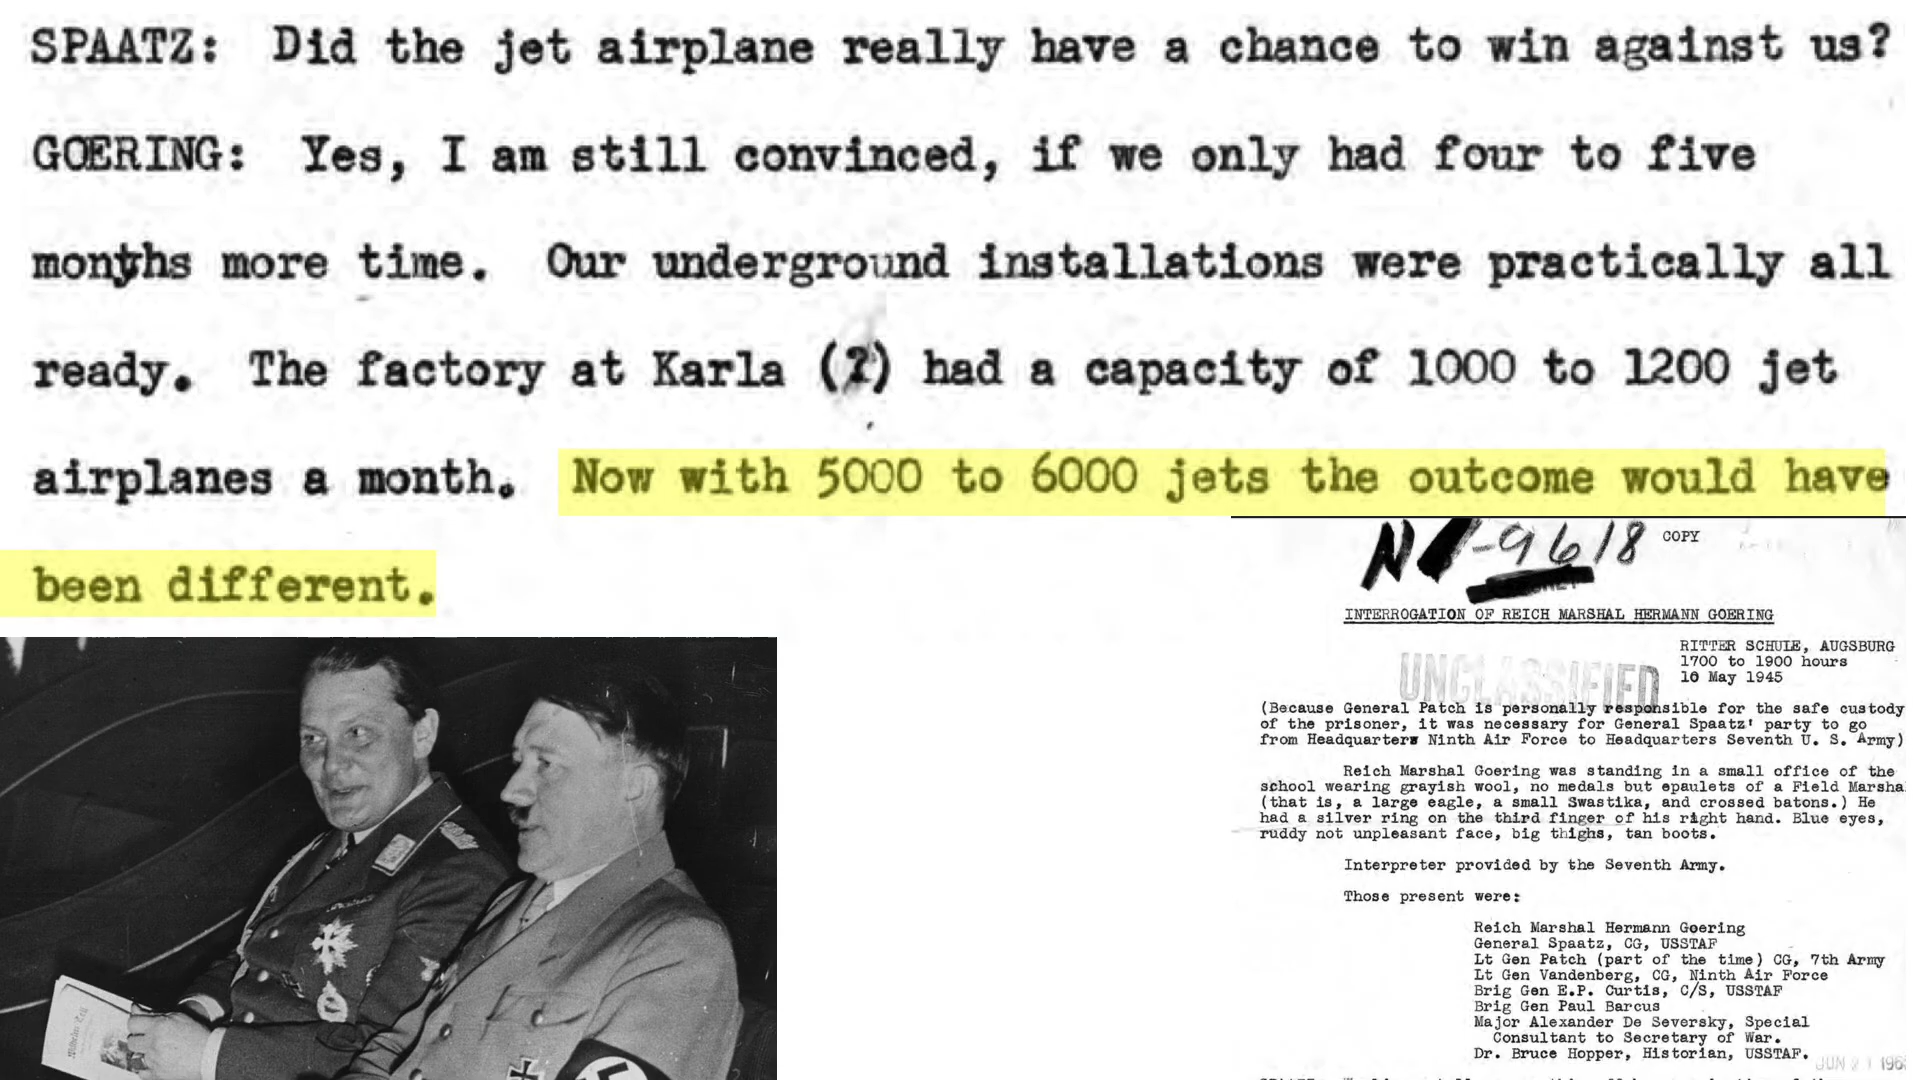 SPAATZ: Did the jet airplane really have a chance to win against us?
GOERING: Yes, I am still convinced, if we only had four to five
months more time. Our underground installations were practically all
ready. The factory at Karla (?) had a capacity of 1000 to 1200 jet
airplanes a month. Now with 5000 to 6000 jets the outcome would have
been different.
-9618 COPY
INTERROGATION OF REICH MARSHAL HERMANN GOERING
RITTER SCHULE, AUGSBURG
1700 to 1900 hours
10 May 1945
UNCLASSIFIED
(Because General Patch is personally responsible for the safe custody
of the prisoner, it was necessary for General Spaatz' party to go
from Headquarters Ninth Air Force to Headquarters Seventh U. S. Army)
Reich Marshal Goering was standing in a small office of the
school wearing grayish wool, no medals but epaulets of a Field Marshal
(that is, a large eagle, a small Swastika, and crossed batons.) He
had a silver ring on the third finger of his right hand. Blue eyes,
ruddy not unpleasant face, big thighs, tan boots.
Interpreter provided by the Seventh Army.
Those present were:
Reich Marshal Hermann Goering
General Spaatz, CG, USSTAF
Lt Gen Patch (part of the time) CG, 7th Army
Lt Gen Vandenberg, CG, Ninth Air Force
Brig Gen E.P. Curtis, C/S, USSTAF
Brig Gen Paul Barcus
Major Alexander De Seversky, Special
Consultant to Secretary of War.
Dr. Bruce Hopper, Historian, USSTAF.
JUN